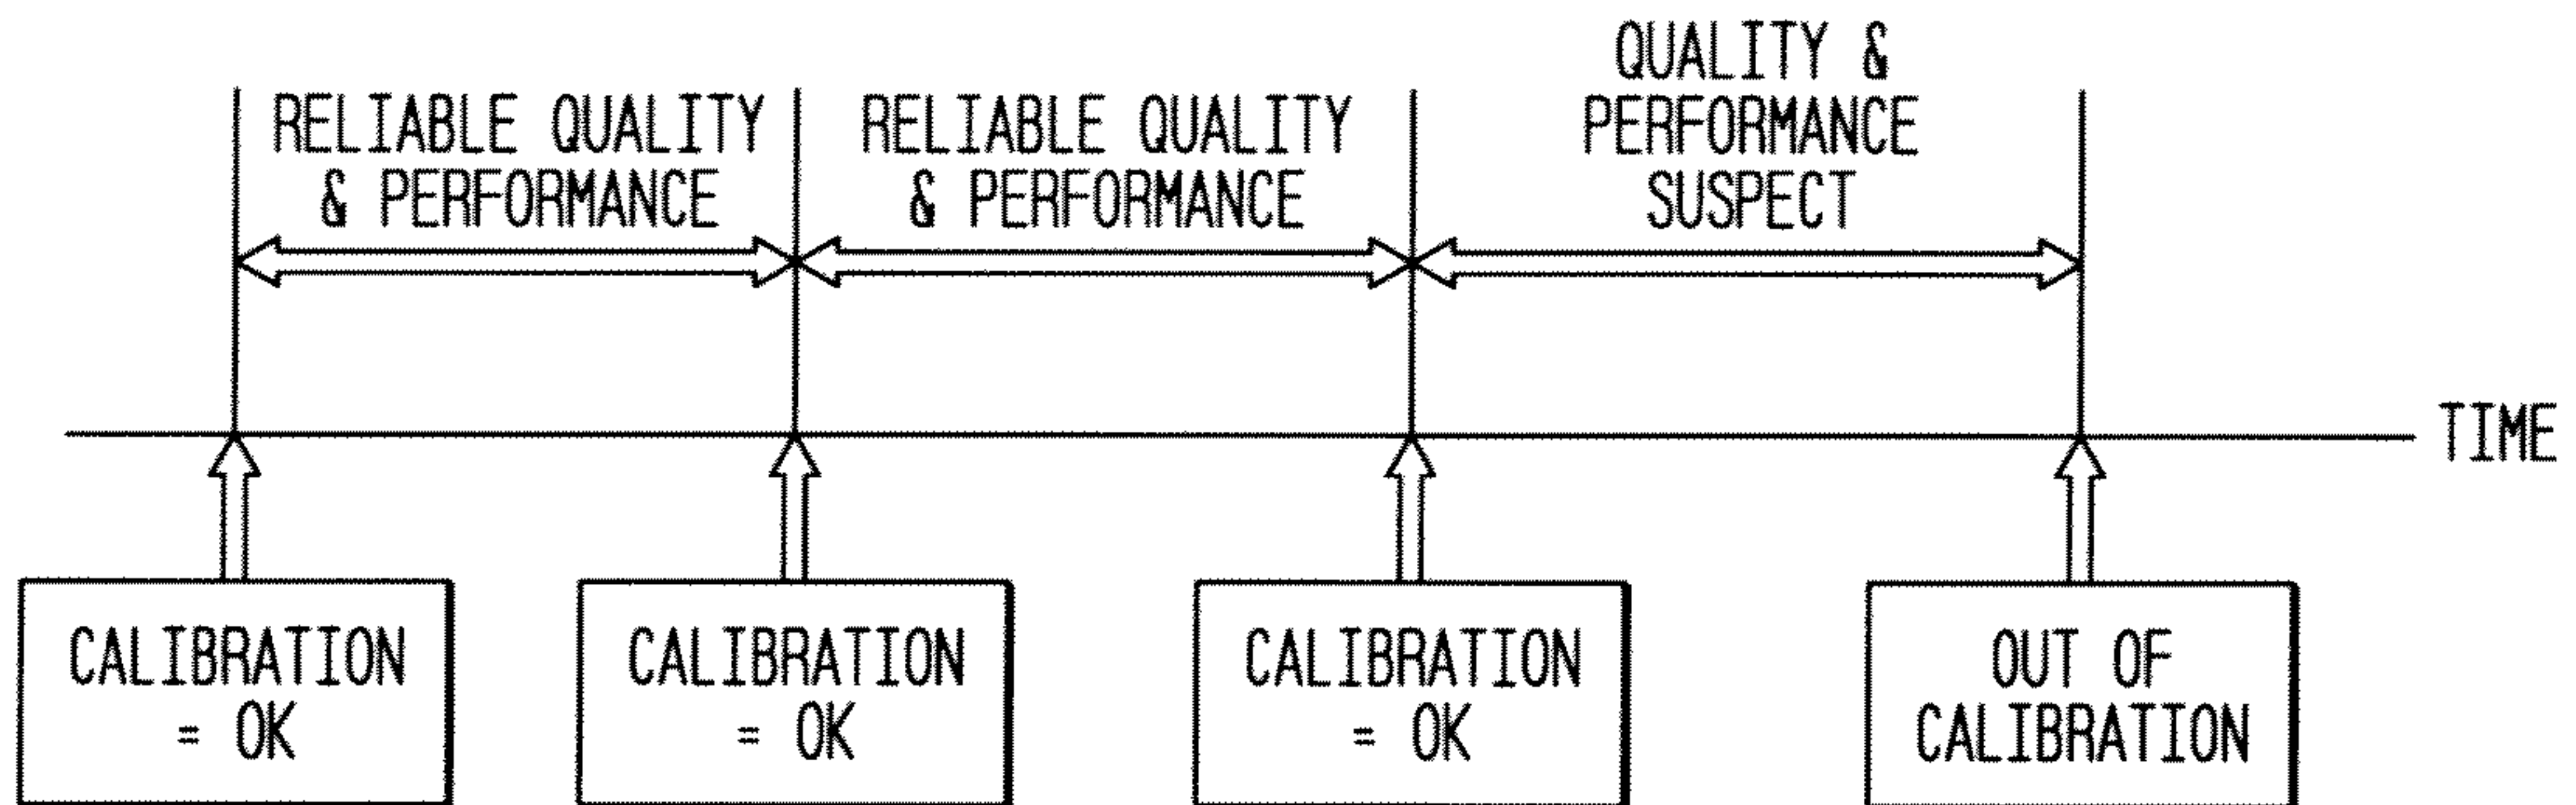 RELIABLE QUALITY
& PERFORMANCE
RELIABLE QUALITY
& PERFORMANCE
QUALITY &
PERFORMANCE
SUSPECT
TIME
CALIBRATION
= OK
CALIBRATION
= OK
CALIBRATION
= OK
OUT OF
CALIBRATION